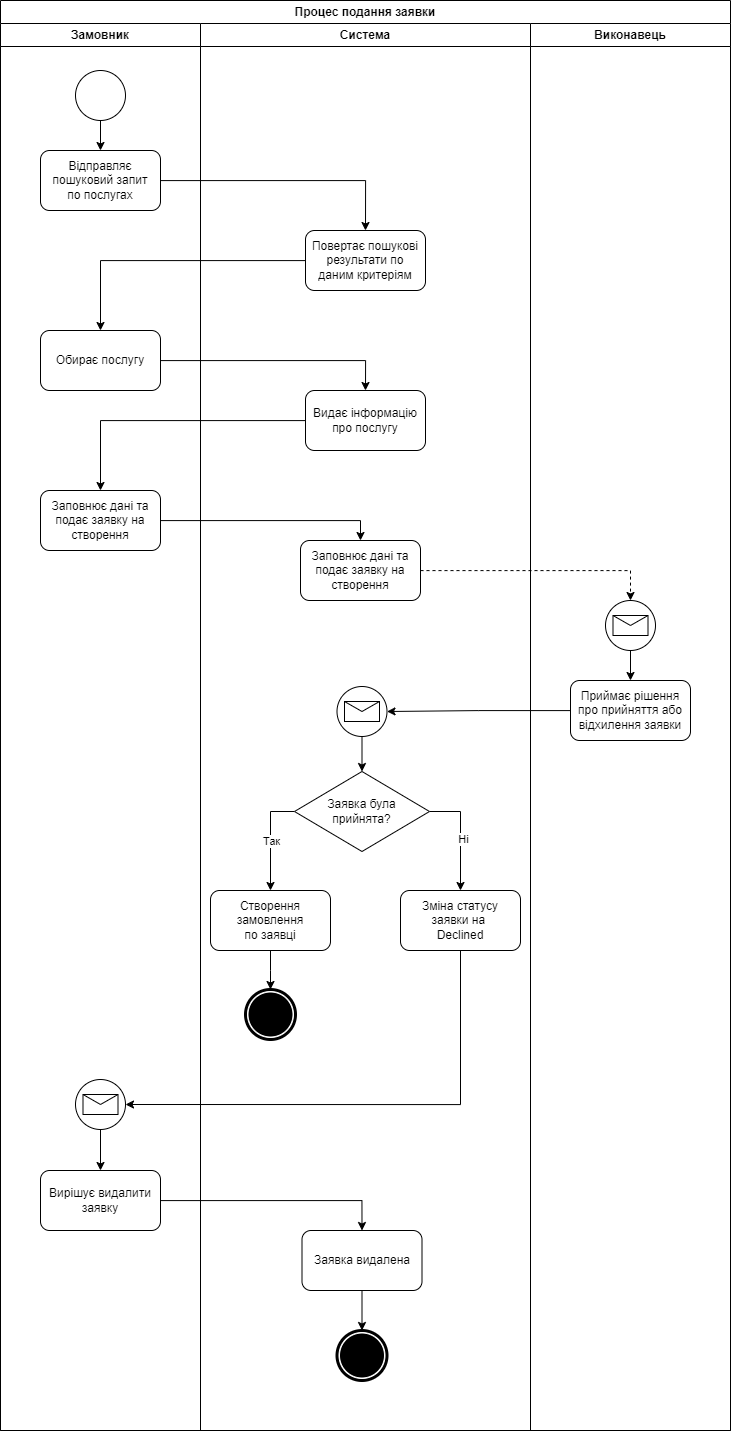 Процес подання заявки
Замовник
Система
Виконавець
Відправляє
пошуковий запит
по послугах
Повертає пошукові
результати по
даним критеріям
Обирає послугу
Видає інформацію
про послугу
Заповнює дані та
подає заявку на
створення
Заповнює дані та
подає заявку на
створення
Приймає рішення
про прийняття або
відхилення заявки
Заявка була
прийнята?
Так
Ні
Створення
замовлення
по заявці
Зміна статусу
заявки на
Declined
Вирішує видалити
заявку
Заявка видалена